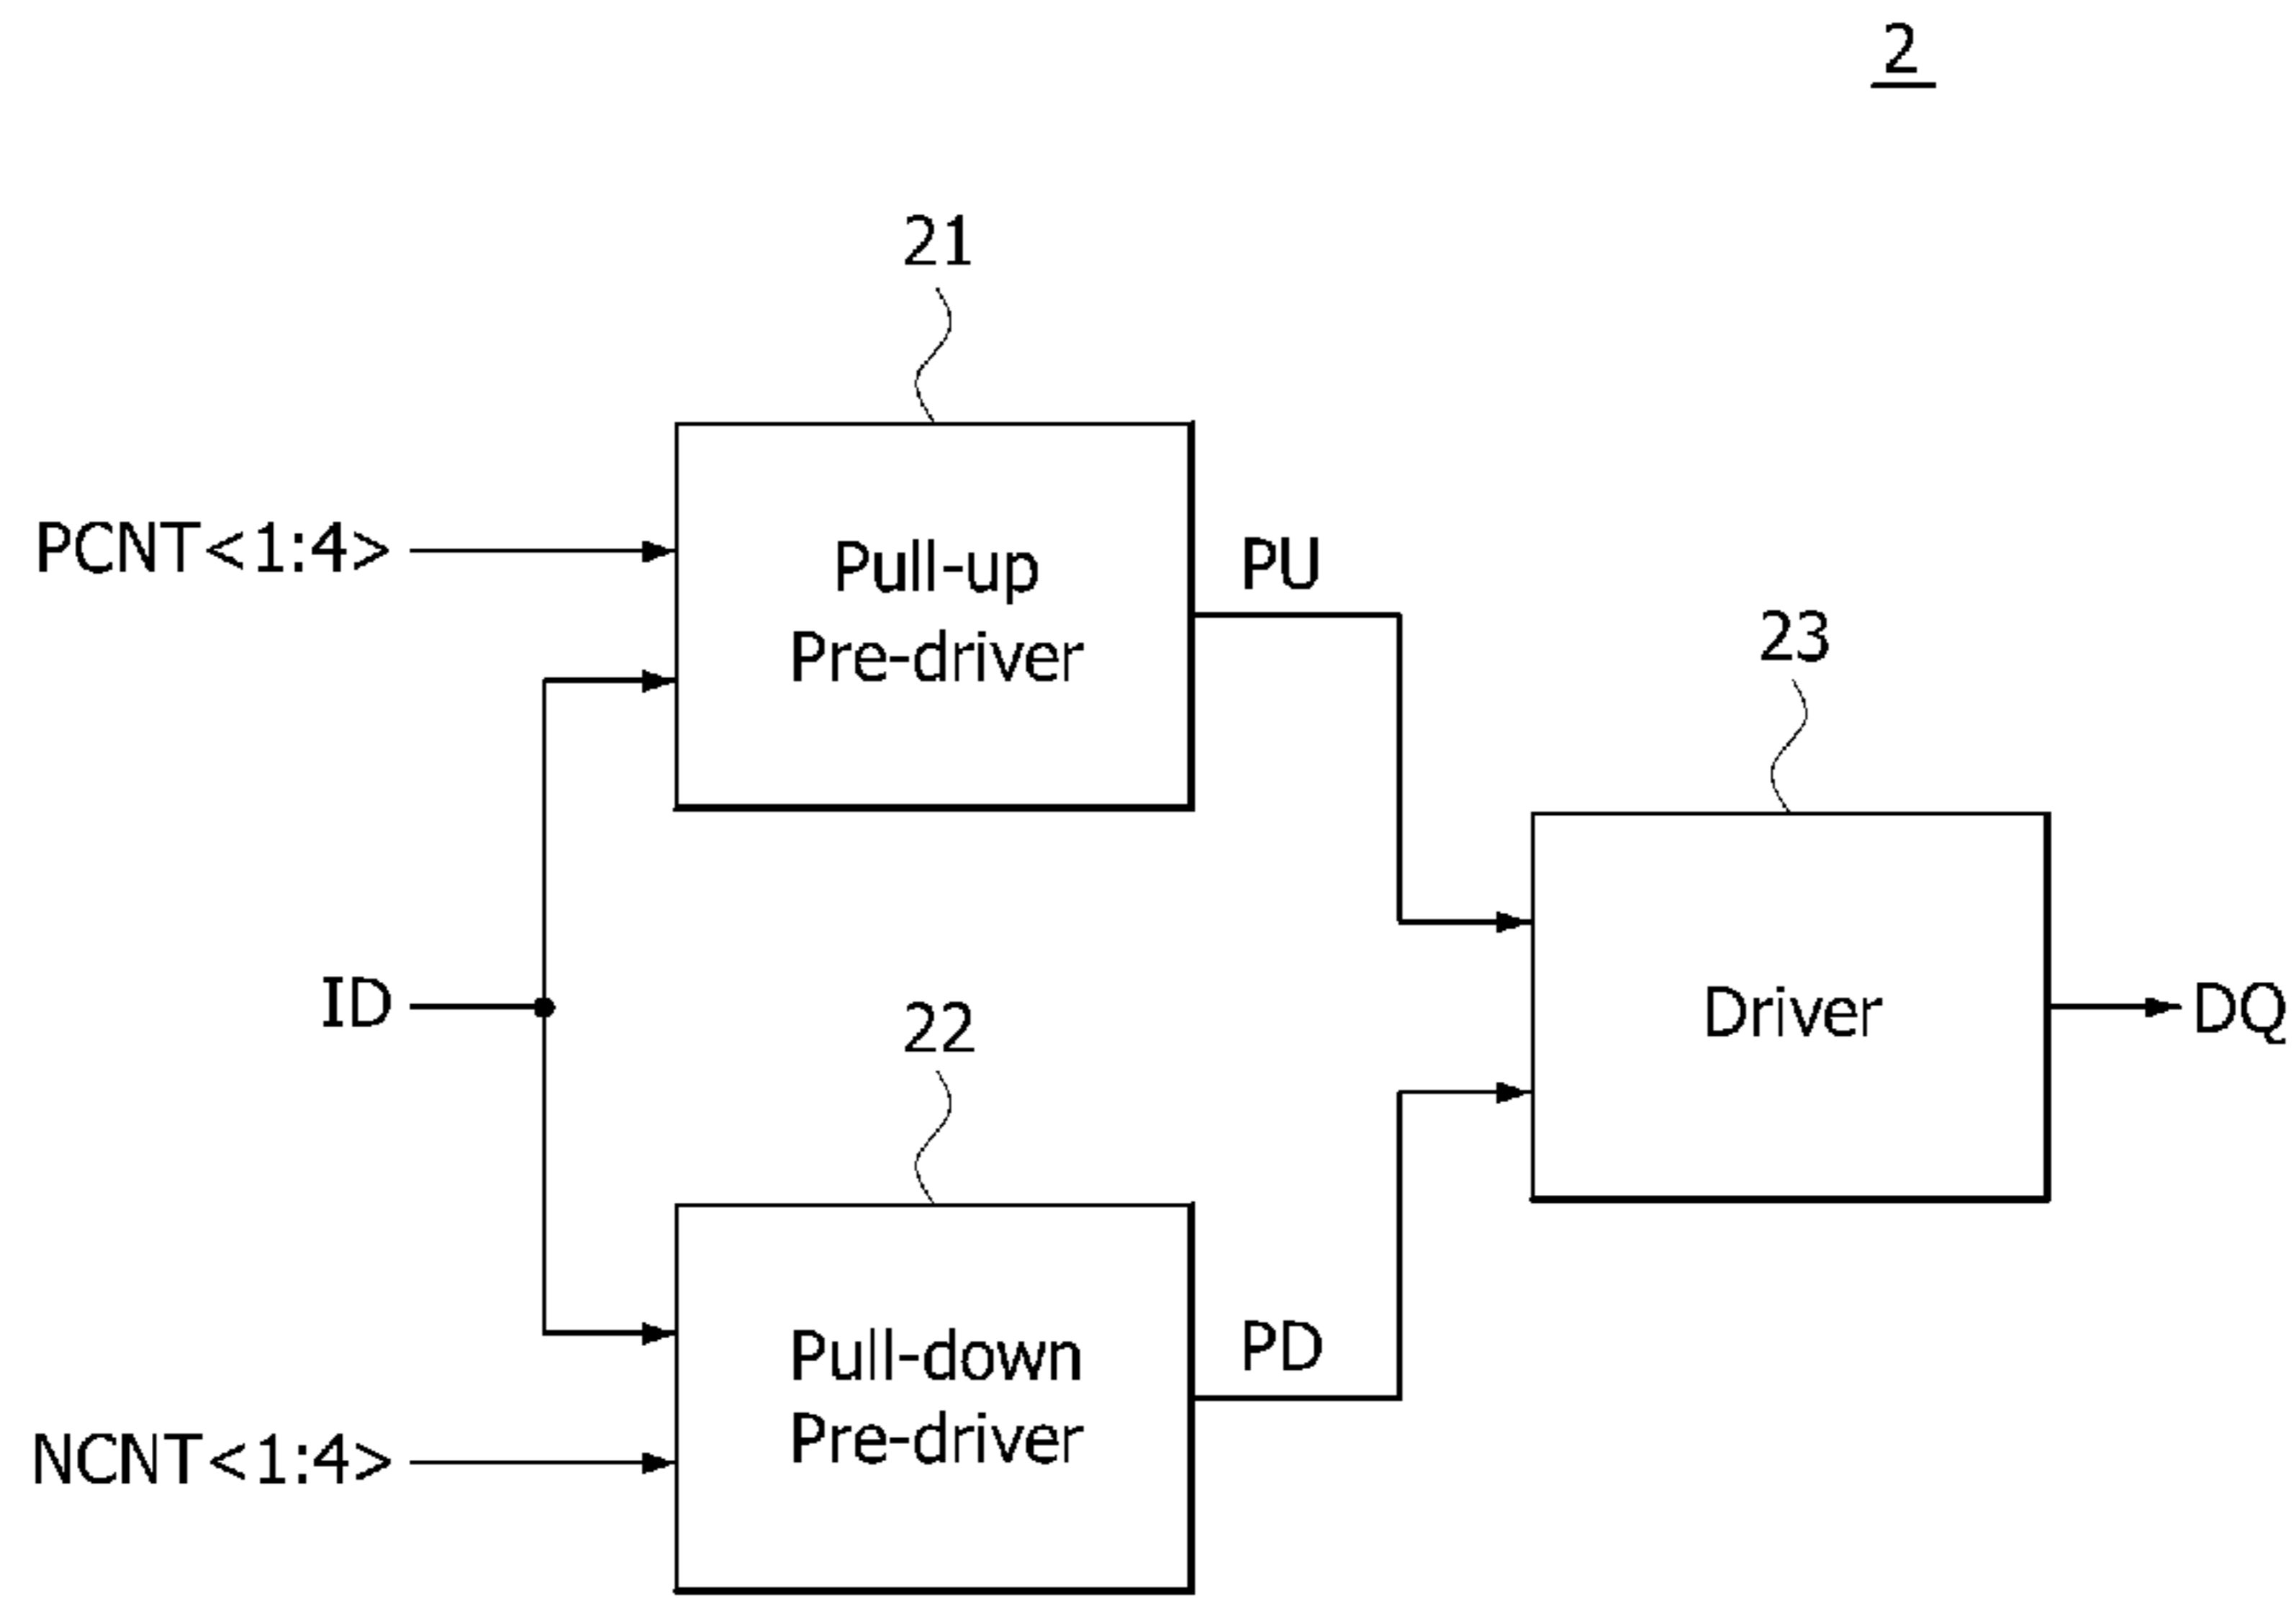 2
21
PCNT<1:4>
Pull-up
Pre-driver
PU
23
ID
22
Driver
DQ
Pull-down
Pre-driver
PD
NCNT<1:4>